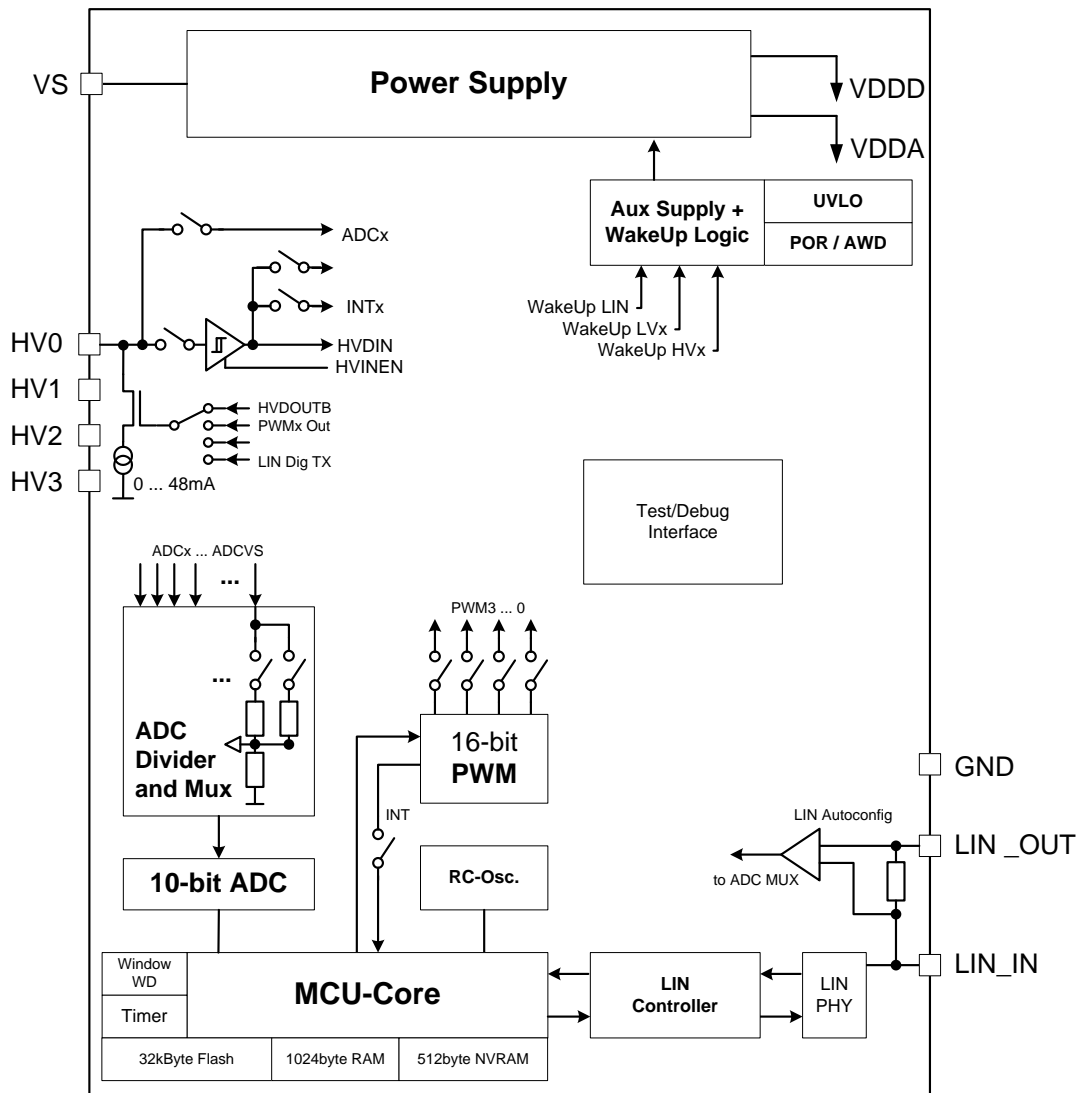 VS
Power Supply
VDDD
VDDA
Aux Supply +
WakeUp Logic
UVLO
POR / AWD
WakeUp LIN
WakeUp LVx
WakeUp HVx
ADCx
INTx
HV0
HVDIN
HVINEN
HV1
HVDOUTB
PWMx Out
HV2
LIN Dig TX
HV3
0 ... 48mA
Test/Debug
Interface
ADCx ... ADCVS
...
...
ADC
Divider
and Mux
PWM3 ... 0
16-bit
PWM
INT
GND
LIN Autoconfig
LIN _OUT
to ADC MUX
10-bit ADC
RC-Osc.
LIN_IN
Window
WD
Timer
MCU-Core
LIN
Controller
LIN
PHY
32kByte Flash
1024byte RAM
512byte NVRAM